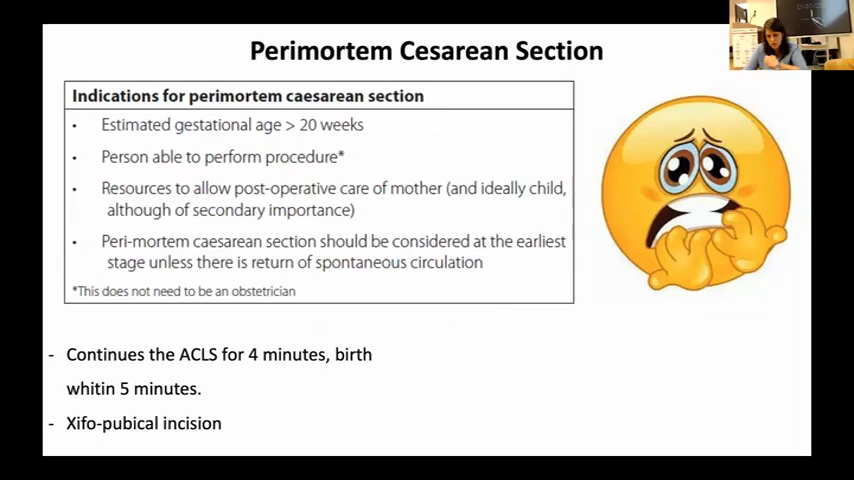 Perimortem Cesarean Section
Indications for perimortem caesarean section
• Estimated gestational age > 20 weeks
• Person able to perform procedure*
• Resources to allow post-operative care of mother (and ideally child,
although of secondary importance)
• Peri-mortem caesarean section should be considered at the earliest
stage unless there is return of spontaneous circulation
*This does not need to be an obstetrician
- Continues the ACLS for 4 minutes, birth
whitin 5 minutes.
- Xifo-pubical incision